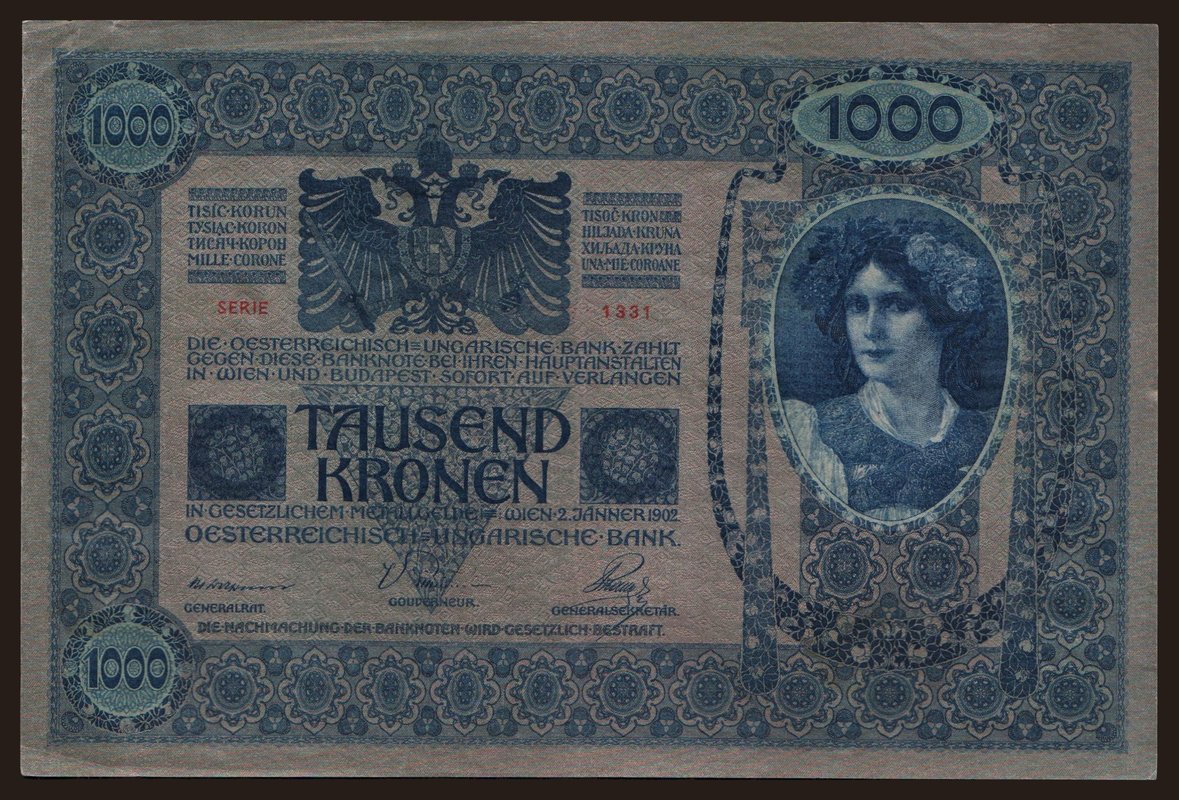 1000
1000
TISÍC·KORUN
TYSIĄC·KORON
ТИСЯЧ·КОРОН
MILLE·CORONE
TISOČ·KRON
HILJADA·KRUNA
ХИЉАДА·КРУНА
UNA·MIE·COROANE
SERIE 1331
DIE·OESTERREICHISCH=UNGARISCHE·BANK·ZAHLT
GEGEN·DIESE·BANKNOTE·BEI·IHREN·HAUPTANSTALTEN
IN·WIEN·UND·BUDAPEST·SOFORT·AUF·VERLANGEN
TAUSEND
KRONEN
IN·GESETZLICHEM·METALLGELDE=WIEN·2.JÄNNER 1902.
OESTERREICHISCH=UNGARISCHE·BANK.
GENERALRAT.
GOUVERNEUR.
GENERALSEKRETÄR.
DIE·NACHMACHUNG·DER·BANKNOTEN·WIRD·GESETZLICH·BESTRAFT.
1000